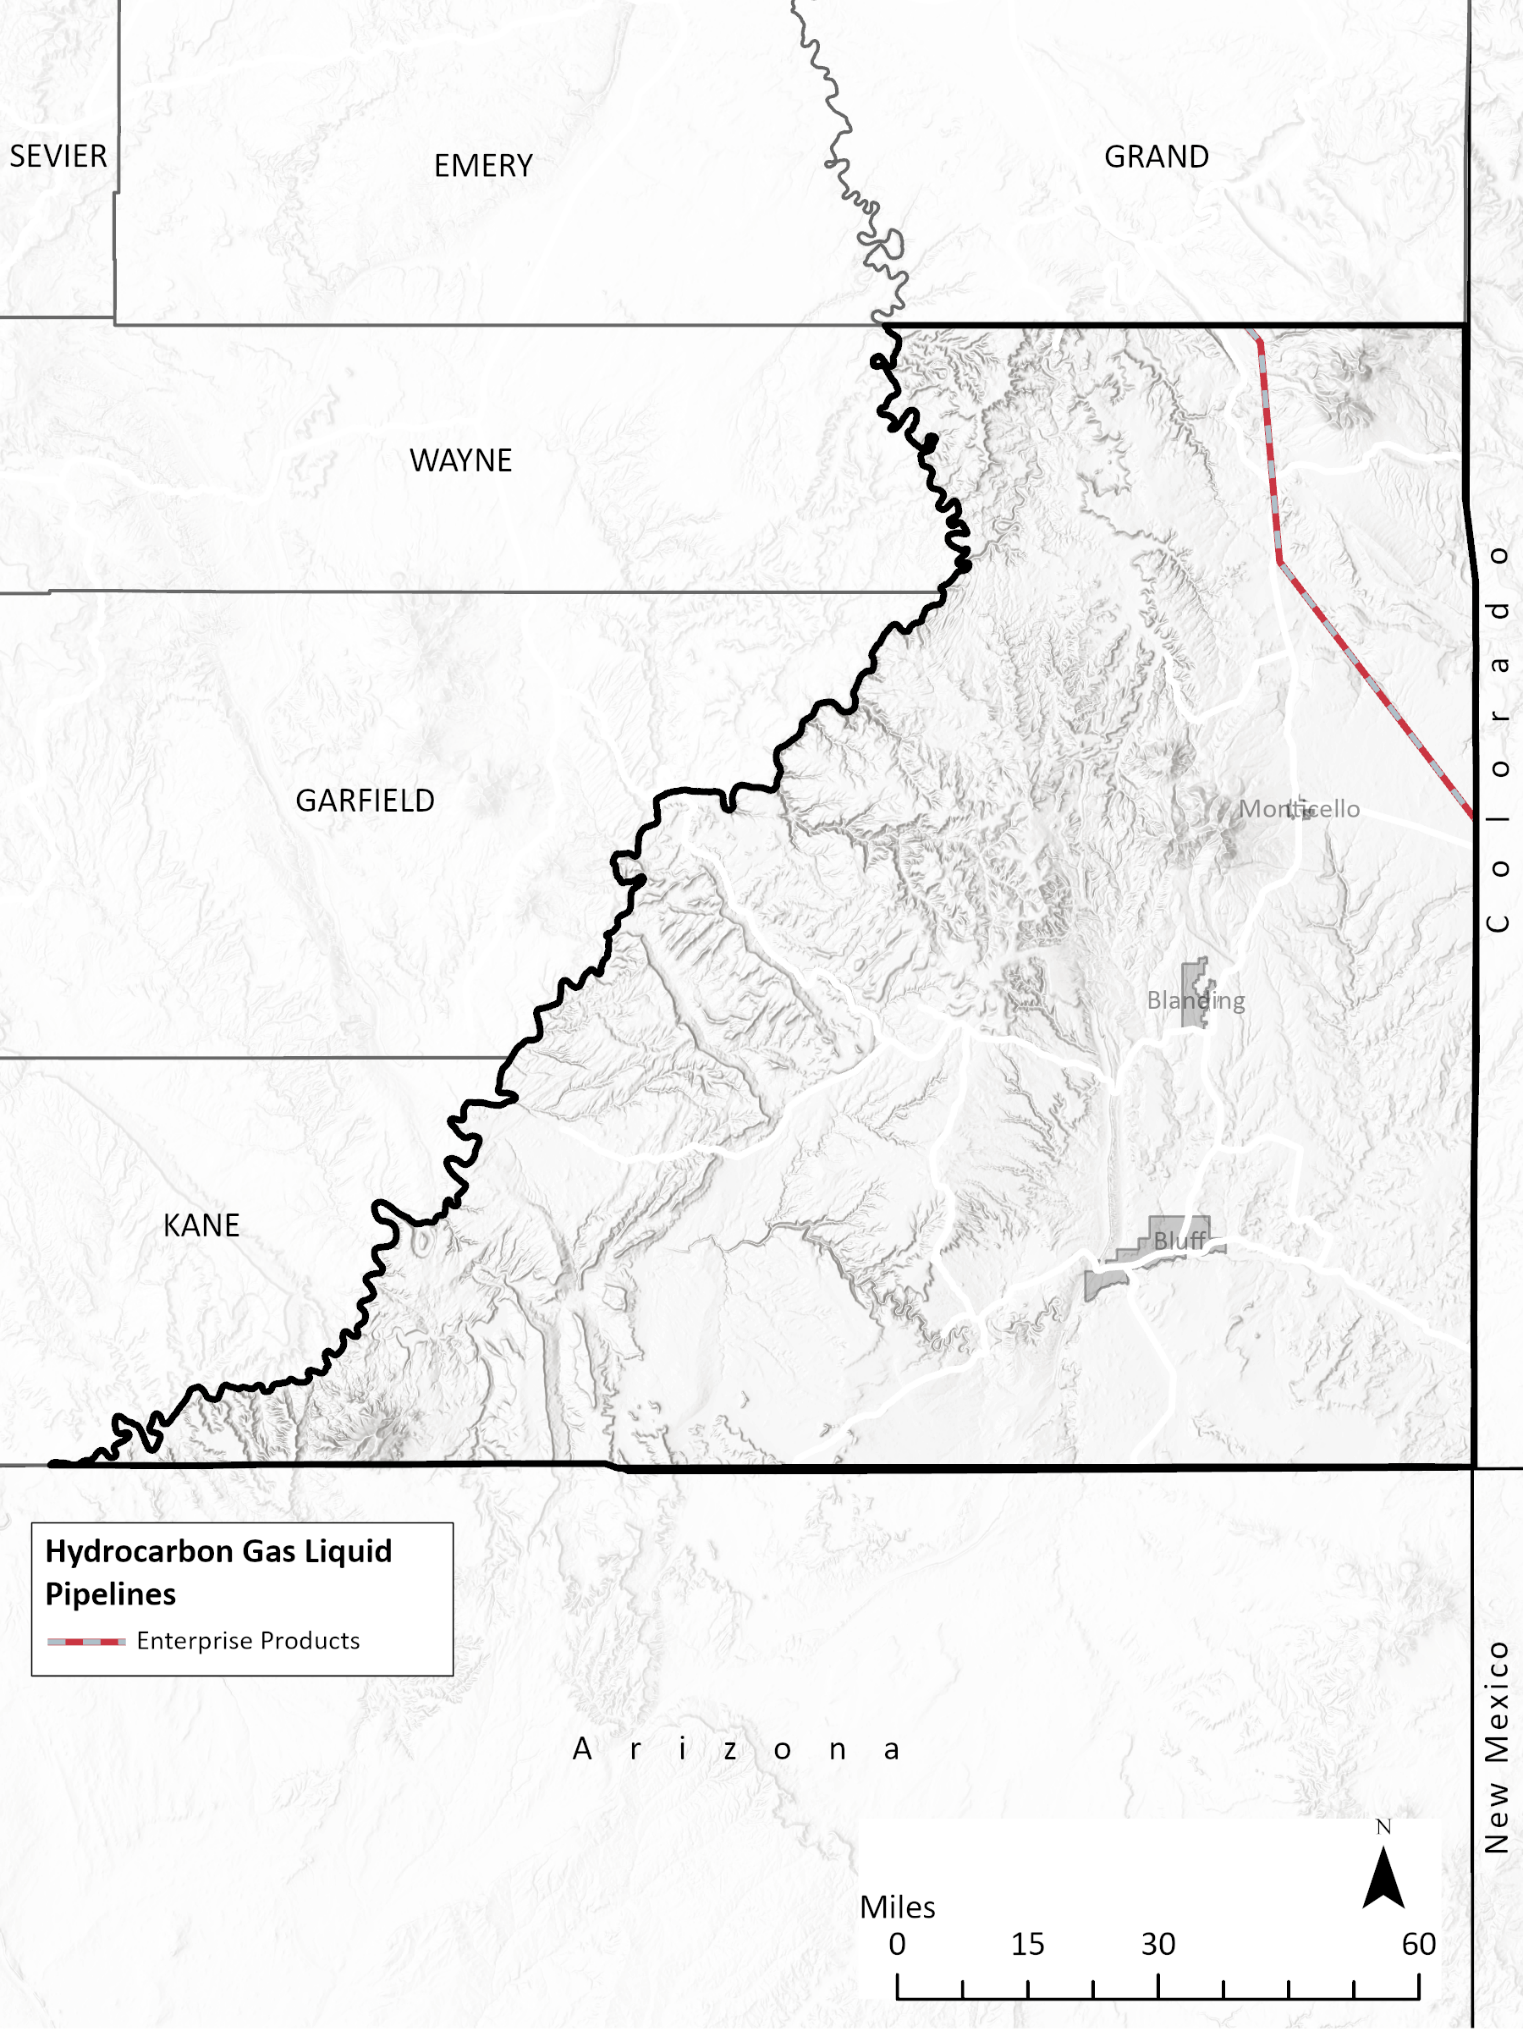 SEVIER
EMERY
GRAND
WAYNE
Colorado
GARFIELD
Monticello
Blanding
KANE
Bluff
Hydrocarbon Gas Liquid
Pipelines
Enterprise Products
New Mexico
Arizona
N
Miles
0 15 30 60